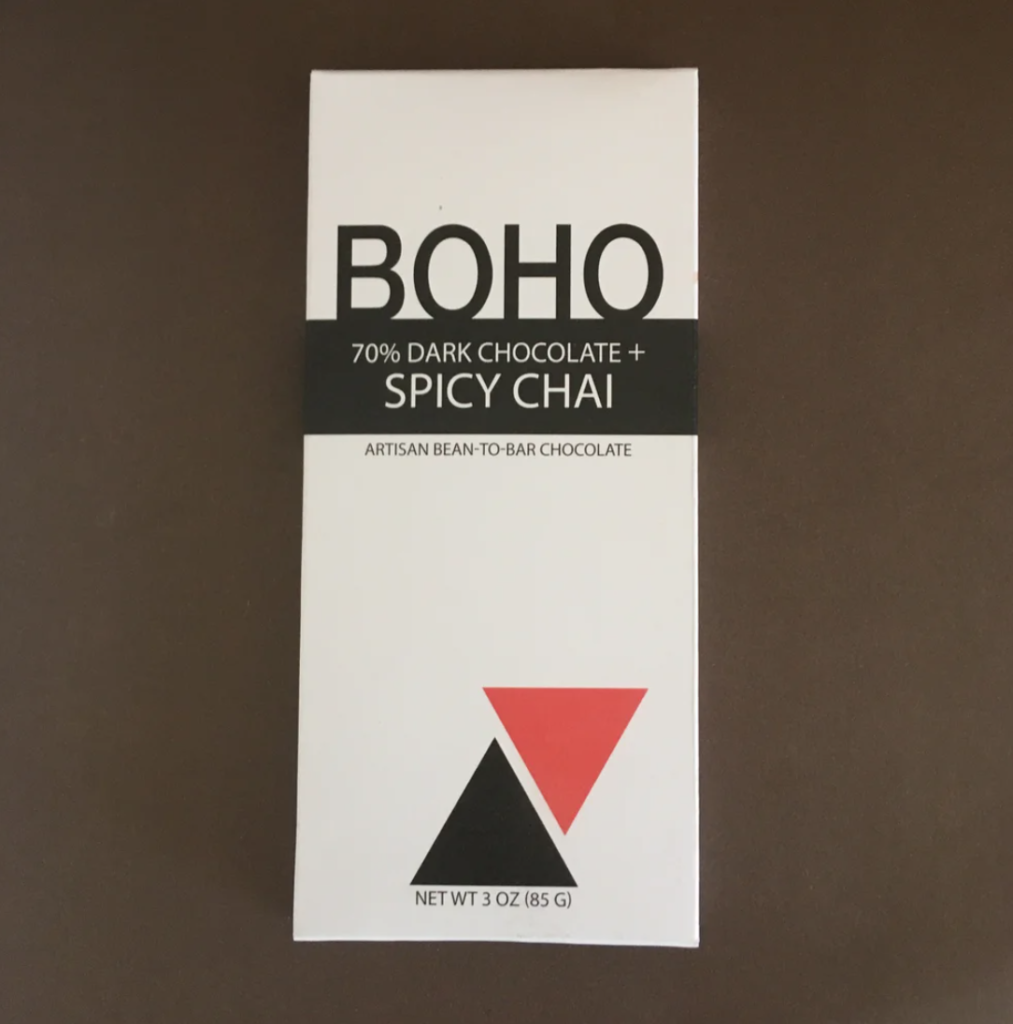 BOHO
70% DARK CHOCOLATE +
SPICY CHAI
ARTISAN BEAN-TO-BAR CHOCOLATE
NET WT 3 OZ (85 G)